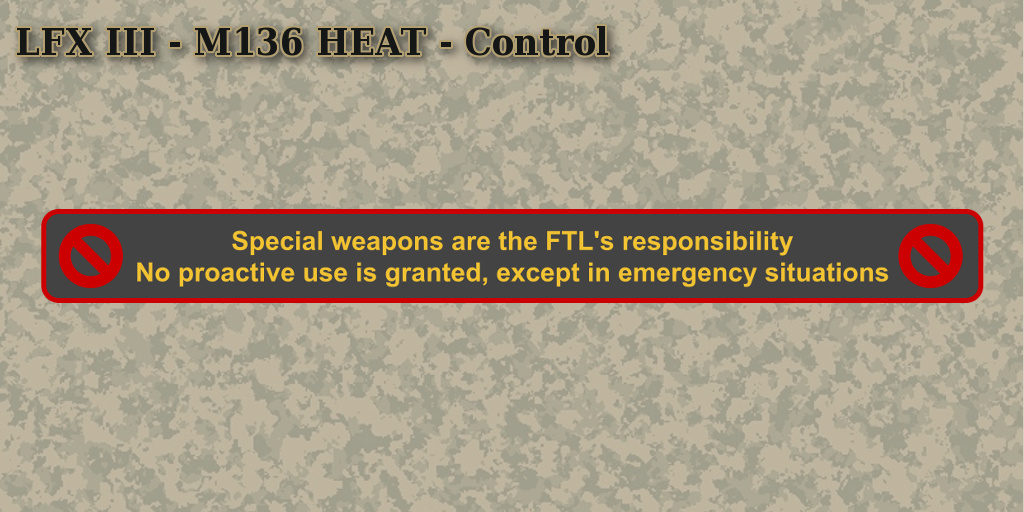 LFX III - M136 HEAT - Control
Special weapons are the FTL's responsibility
No proactive use is granted, except in emergency situations